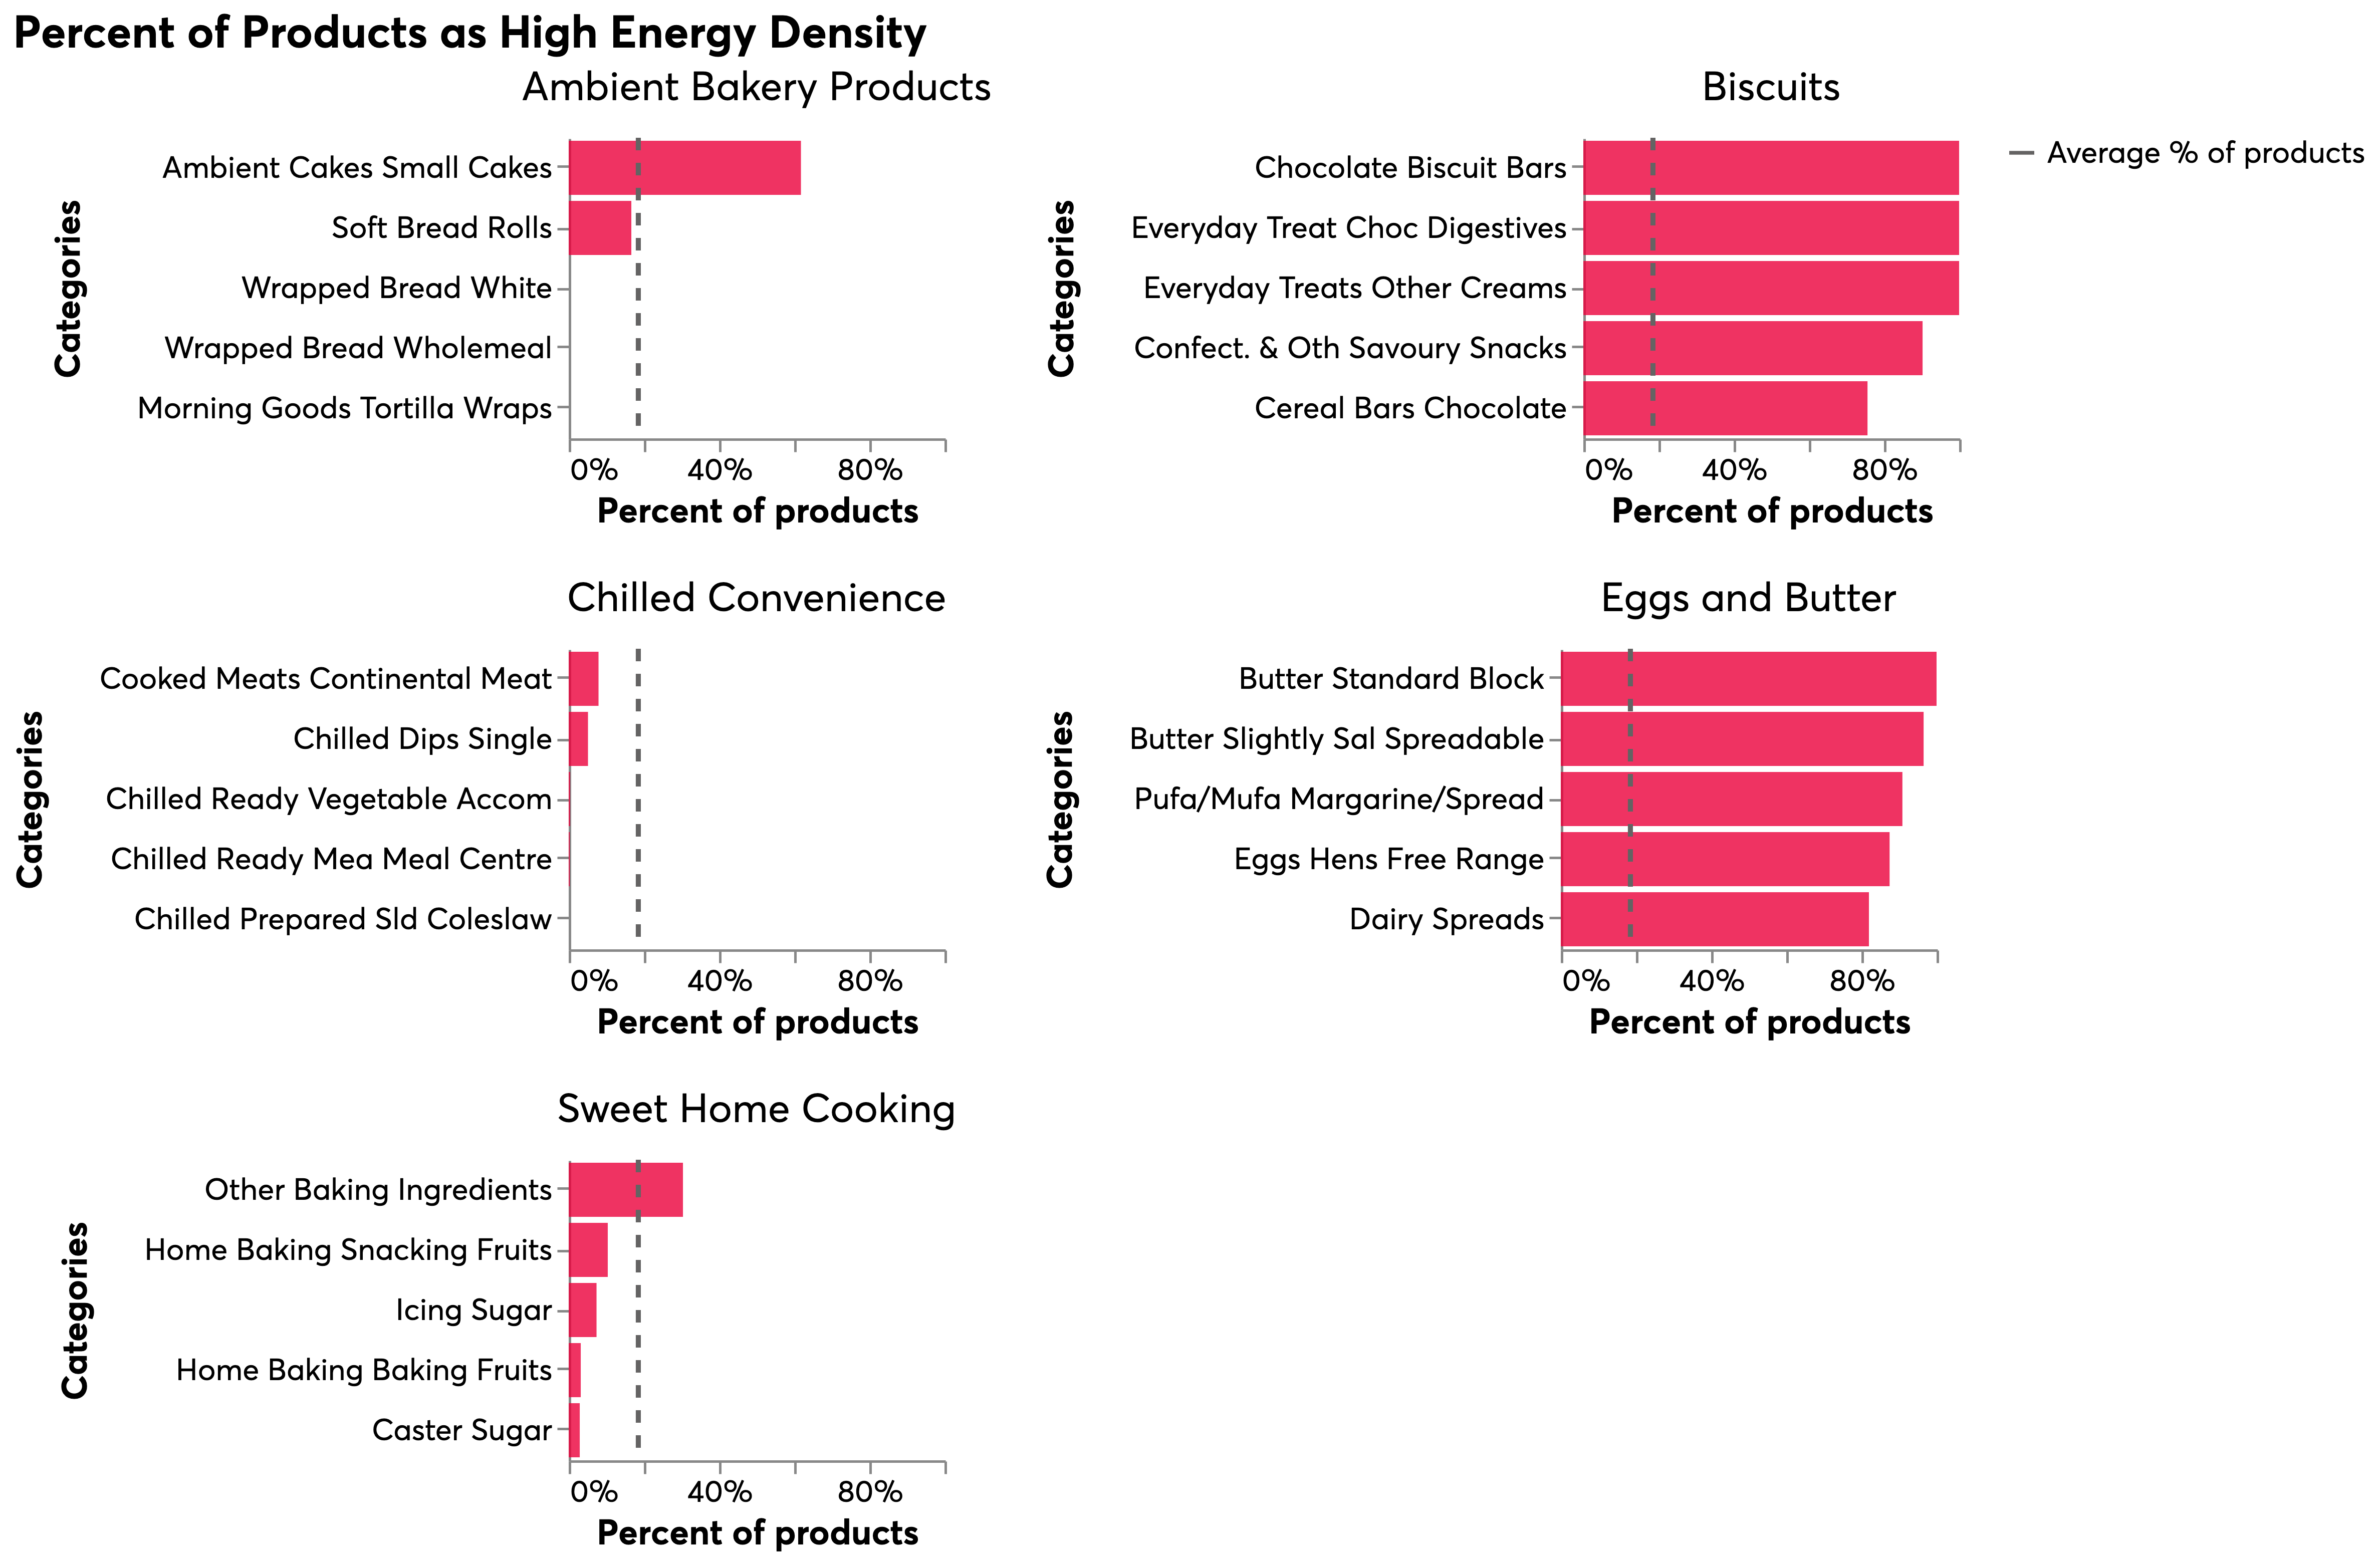 Percent of Products as High Energy Density
Ambient Bakery Products
Categories
Ambient Cakes Small Cakes
Soft Bread Rolls
Wrapped Bread White
Wrapped Bread Wholemeal
Morning Goods Tortilla Wraps
0% 40% 80%
Percent of products
Biscuits
Categories
Chocolate Biscuit Bars
Everyday Treat Choc Digestives
Everyday Treats Other Creams
Confect. & Oth Savoury Snacks
Cereal Bars Chocolate
0% 40% 80%
Percent of products
Average % of products
Chilled Convenience
Categories
Cooked Meats Continental Meat
Chilled Dips Single
Chilled Ready Vegetable Accom
Chilled Ready Mea Meal Centre
Chilled Prepared Sld Coleslaw
0% 40% 80%
Percent of products
Eggs and Butter
Categories
Butter Standard Block
Butter Slightly Sal Spreadable
Pufa/Mufa Margarine/Spread
Eggs Hens Free Range
Dairy Spreads
0% 40% 80%
Percent of products
Sweet Home Cooking
Categories
Other Baking Ingredients
Home Baking Snacking Fruits
Icing Sugar
Home Baking Baking Fruits
Caster Sugar
0% 40% 80%
Percent of products